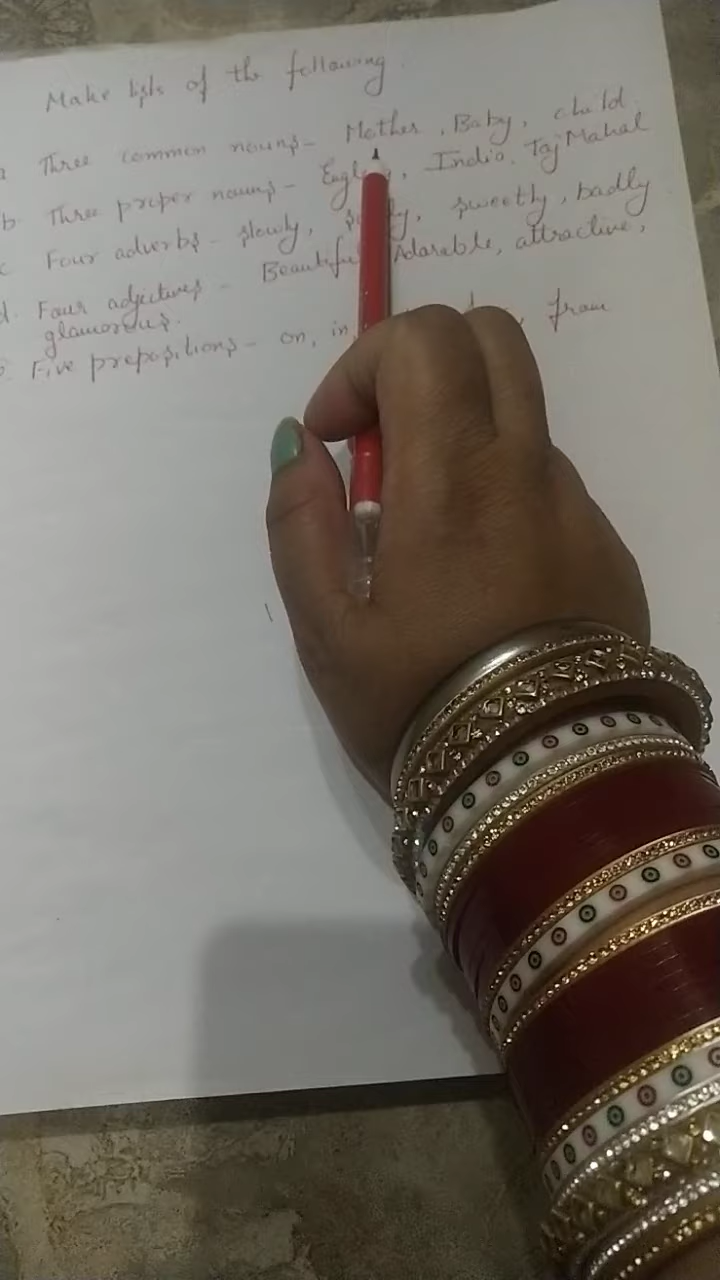 Make lists of the following
a Three common nouns - Mother, Baby, child
b. Three proper nouns - India, Taj Mahal
c Four adverbs - slowly, sweetly, badly
d. Four adjectives - Beautiful Adorable, attractive,
glamorous.
Five prepositions - on, in, from